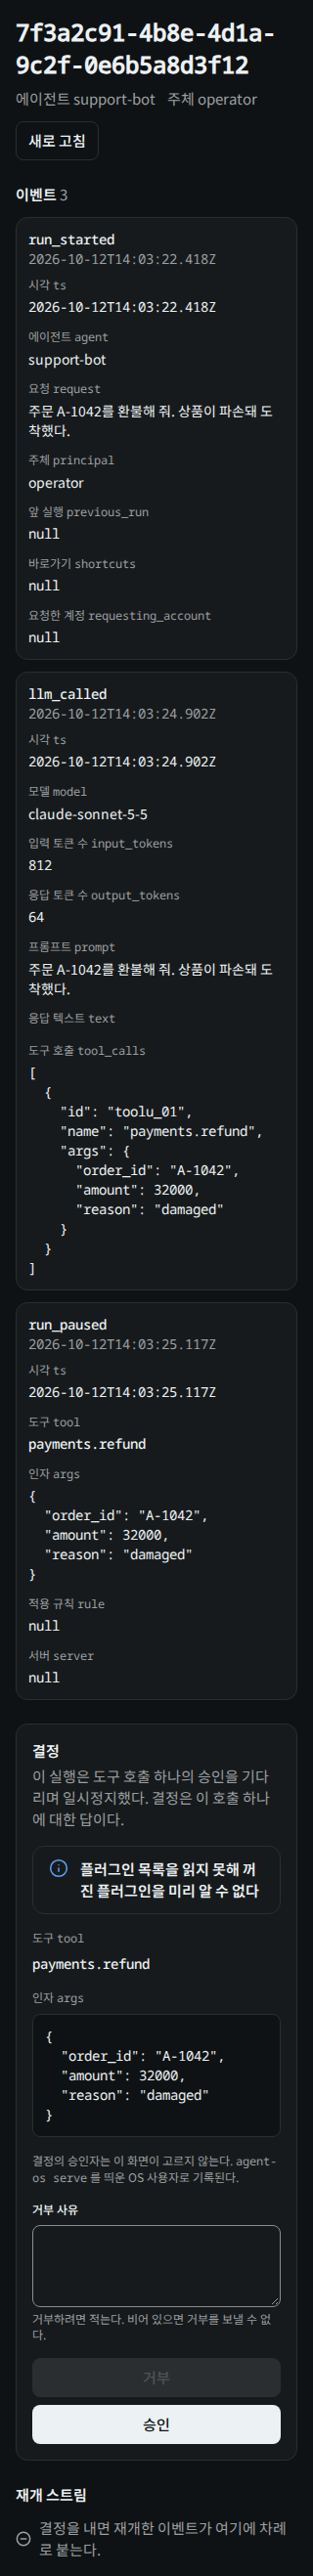 7f3a2c91-4b8e-4d1a-
9c2f-0e6b5a8d3f12
에이전트 support-bot 주체 operator
새로 고침
이벤트 3
run_started
2026-10-12T14:03:22.418Z
시각 ts
2026-10-12T14:03:22.418Z
에이전트 agent
support-bot
요청 request
주문 A-1042를 환불해 줘. 상품이 파손돼 도
착했다.
주체 principal
operator
앞 실행 previous_run
null
바로가기 shortcuts
null
요청한 계정 requesting_account
null
llm_called
2026-10-12T14:03:24.902Z
시각 ts
2026-10-12T14:03:24.902Z
모델 model
claude-sonnet-5-5
입력 토큰 수 input_tokens
812
응답 토큰 수 output_tokens
64
프롬프트 prompt
주문 A-1042를 환불해 줘. 상품이 파손돼 도
착했다.
응답 텍스트 text
도구 호출 tool_calls
[
{
"id": "toolu_01",
"name": "payments.refund",
"args": {
"order_id": "A-1042",
"amount": 32000,
"reason": "damaged"
}
}
]
run_paused
2026-10-12T14:03:25.117Z
시각 ts
2026-10-12T14:03:25.117Z
도구 tool
payments.refund
인자 args
{
"order_id": "A-1042",
"amount": 32000,
"reason": "damaged"
}
적용 규칙 rule
null
서버 server
null
결정
이 실행은 도구 호출 하나의 승인을 기다
리며 일시정지했다. 결정은 이 호출 하나
에 대한 답이다.
플러그인 목록을 읽지 못해 꺼
진 플러그인을 미리 알 수 없다
도구 tool
payments.refund
인자 args
{
"order_id": "A-1042",
"amount": 32000,
"reason": "damaged"
}
결정의 승인자는 이 화면이 고르지 않는다. agent-
os serve 를 띄운 OS 사용자로 기록된다.
거부 사유
거부하려면 적는다. 비어 있으면 거부를 보낼 수 없
다.
거부
승인
재개 스트림
결정을 내면 재개한 이벤트가 여기에 차례
로 붙는다.